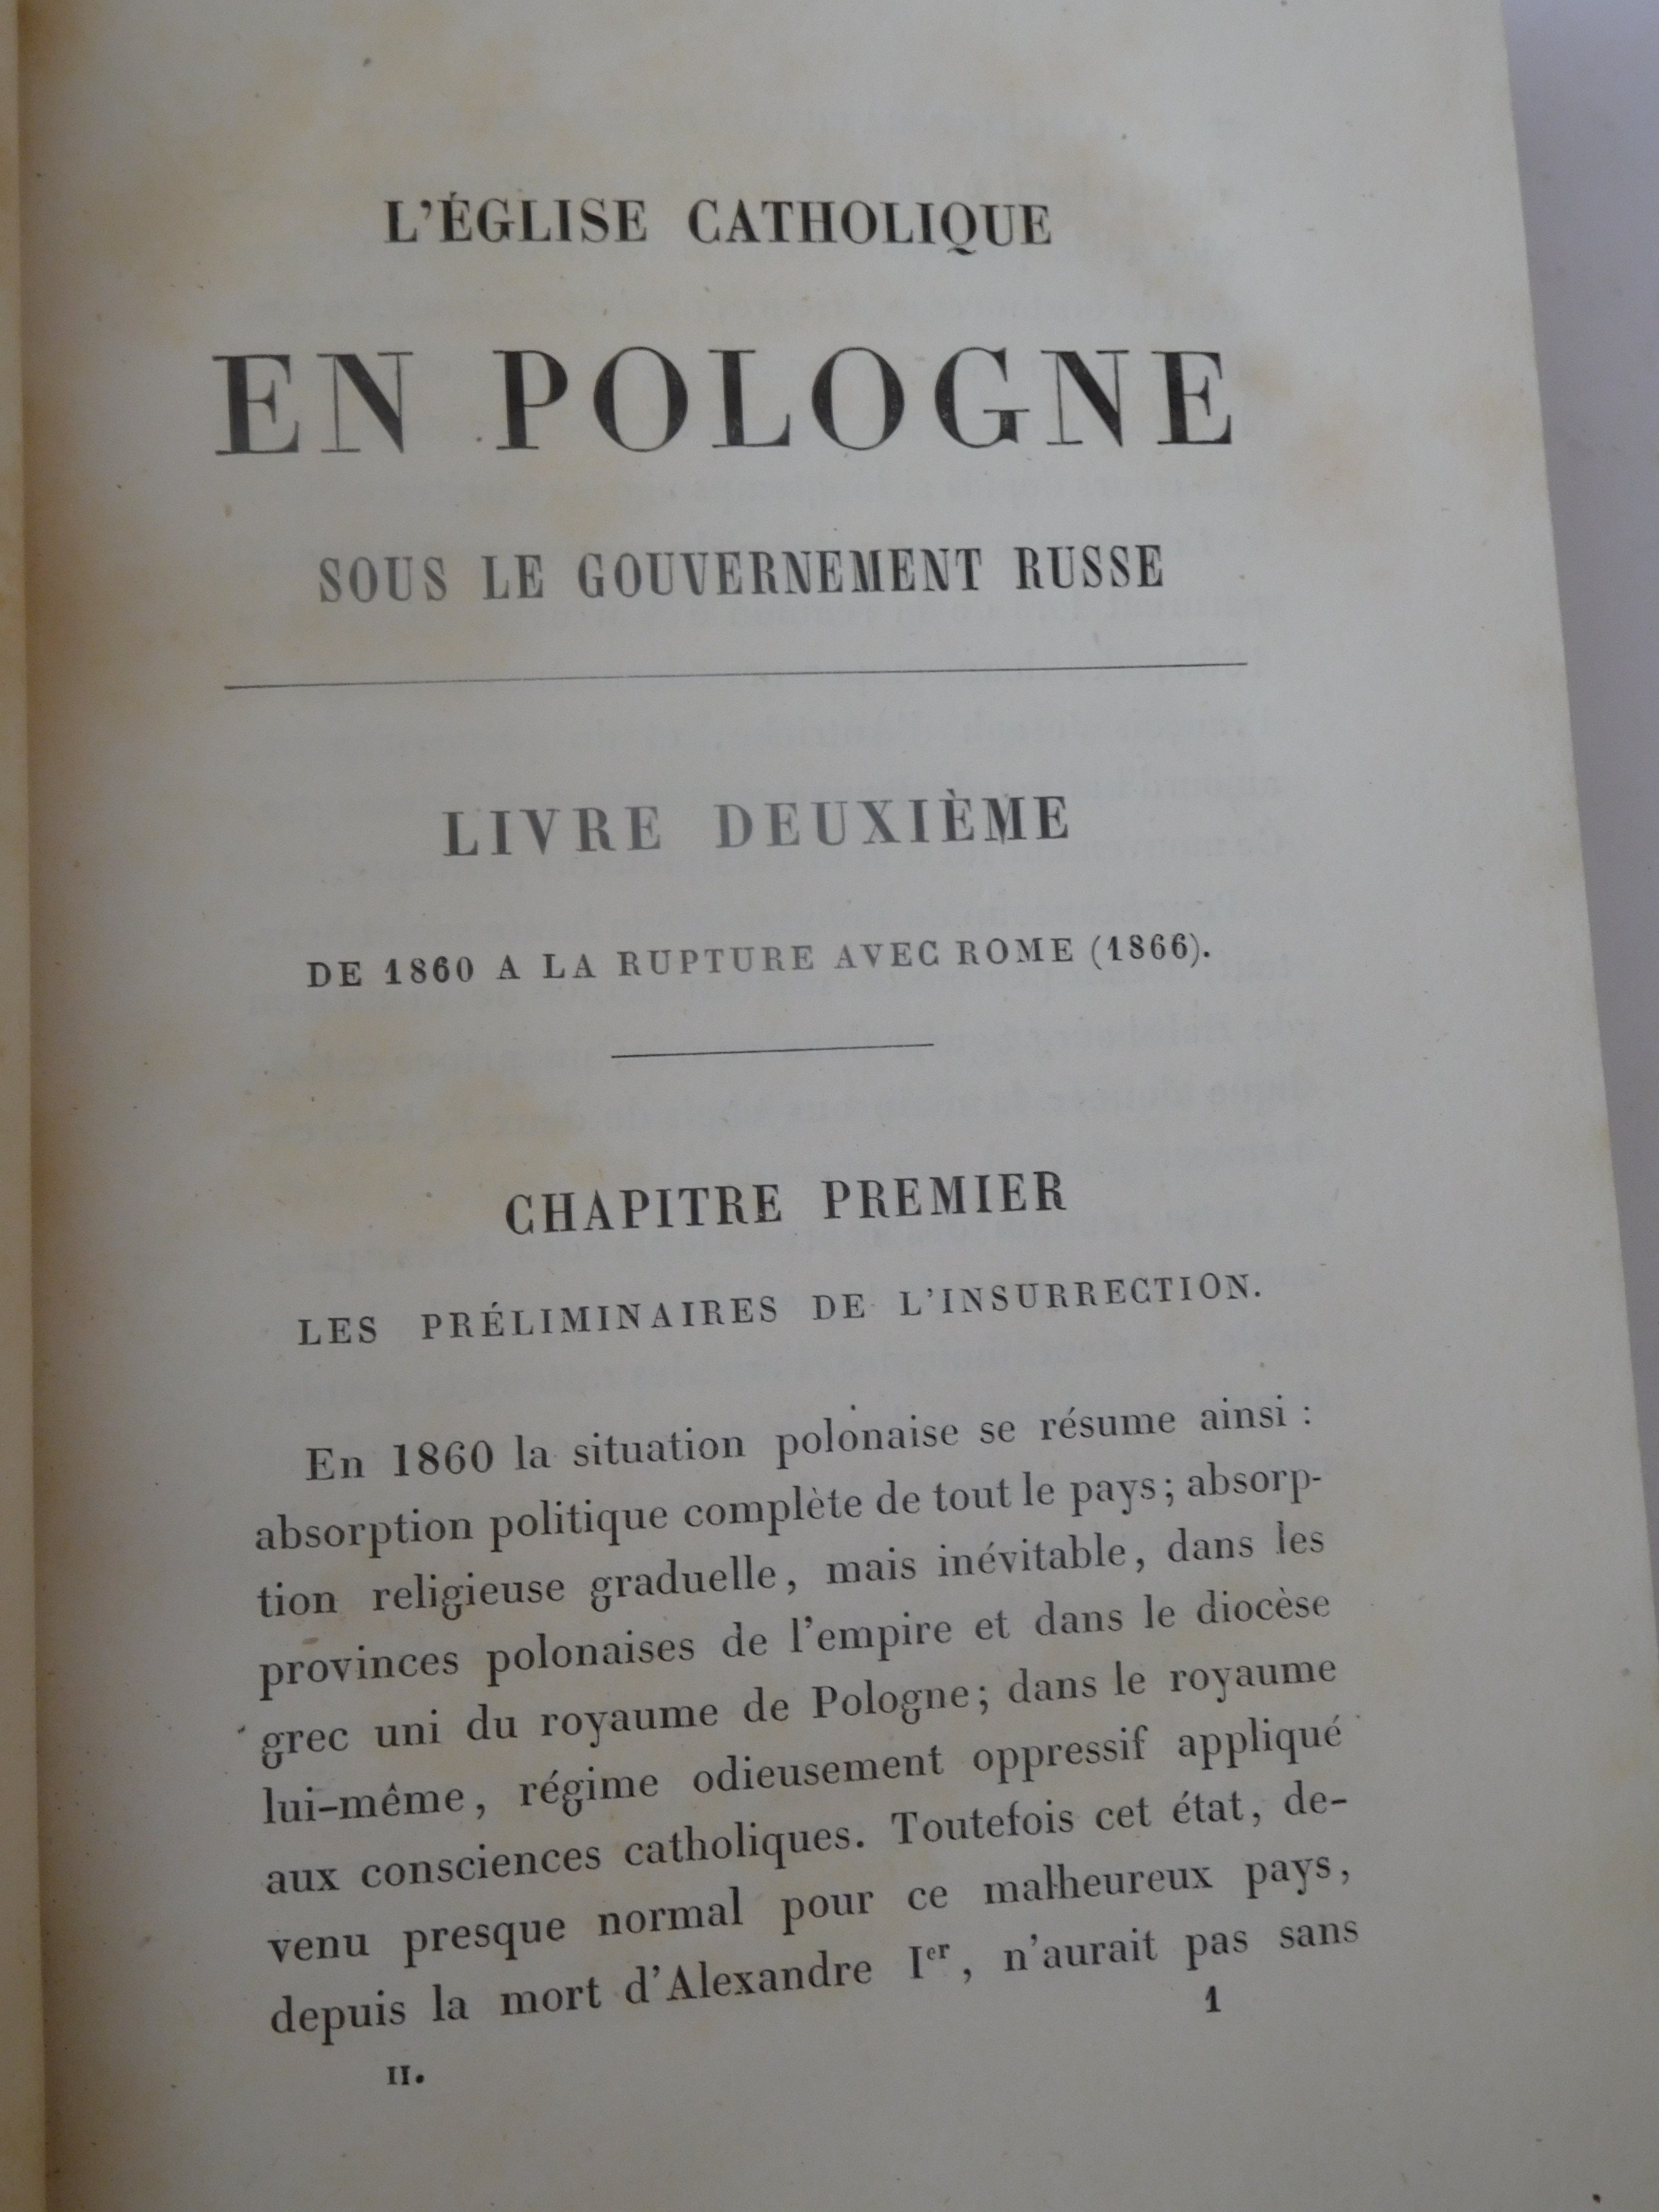 L'ÉGLISE CATHOLIQUE
EN POLOGNE
SOUS LE GOUVERNEMENT RUSSE
LIVRE DEUXIÈME
DE 1860 A LA RUPTURE AVEC ROME (1866).
CHAPITRE PREMIER
LES PRÉLIMINAIRES DE L'INSURRECTION.
En 1860 la situation polonaise se résume ainsi :
absorption politique complète de tout le pays; absorp-
tion religieuse graduelle, mais inévitable, dans les
provinces polonaises de l'empire et dans le diocèse
grec uni du royaume de Pologne; dans le royaume
lui-même, régime odieusement oppressif appliqué
aux consciences catholiques. Toutefois cet état, de-
venu presque normal pour ce malheureux pays,
depuis la mort d'Alexandre Ier, n'aurait pas sans
II. 1